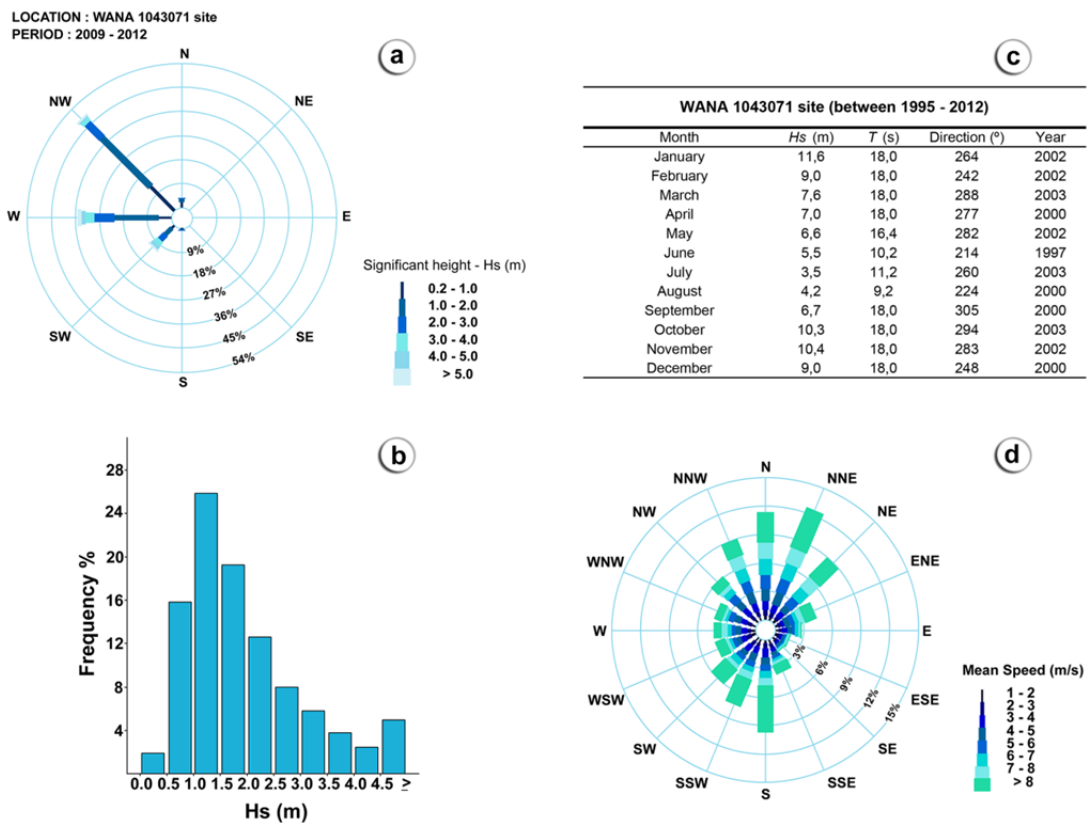 LOCATION : WANA 1043071 site
PERIOD : 2009 - 2012
a
N
NE
E
SE
S
SW
W
NW
9%
18%
27%
36%
45%
54%
Significant height - Hs (m)
0.2 - 1.0
1.0 - 2.0
2.0 - 3.0
3.0 - 4.0
4.0 - 5.0
> 5.0
c
WANA 1043071 site (between 1995 - 2012)
Month Hs (m) T (s) Direction (º) Year
January 11,6 18,0 264 2002
February 9,0 18,0 242 2002
March 7,6 18,0 288 2003
April 7,0 18,0 277 2000
May 6,6 16,4 282 2002
June 5,5 10,2 214 1997
July 3,5 11,2 260 2003
August 4,2 9,2 224 2000
September 6,7 18,0 305 2000
October 10,3 18,0 294 2003
November 10,4 18,0 283 2002
December 9,0 18,0 248 2000
b
Frequency %
28
24
20
16
12
8
4
0.0 0.5 1.0 1.5 2.0 2.5 3.0 3.5 4.0 4.5 ≥
Hs (m)
d
N
NNE
NE
ENE
E
ESE
SE
SSE
S
SSW
SW
WSW
W
WNW
NW
NNW
3%
6%
9%
12%
15%
Mean Speed (m/s)
1 - 2
2 - 3
3 - 4
4 - 5
5 - 6
6 - 7
7 - 8
> 8